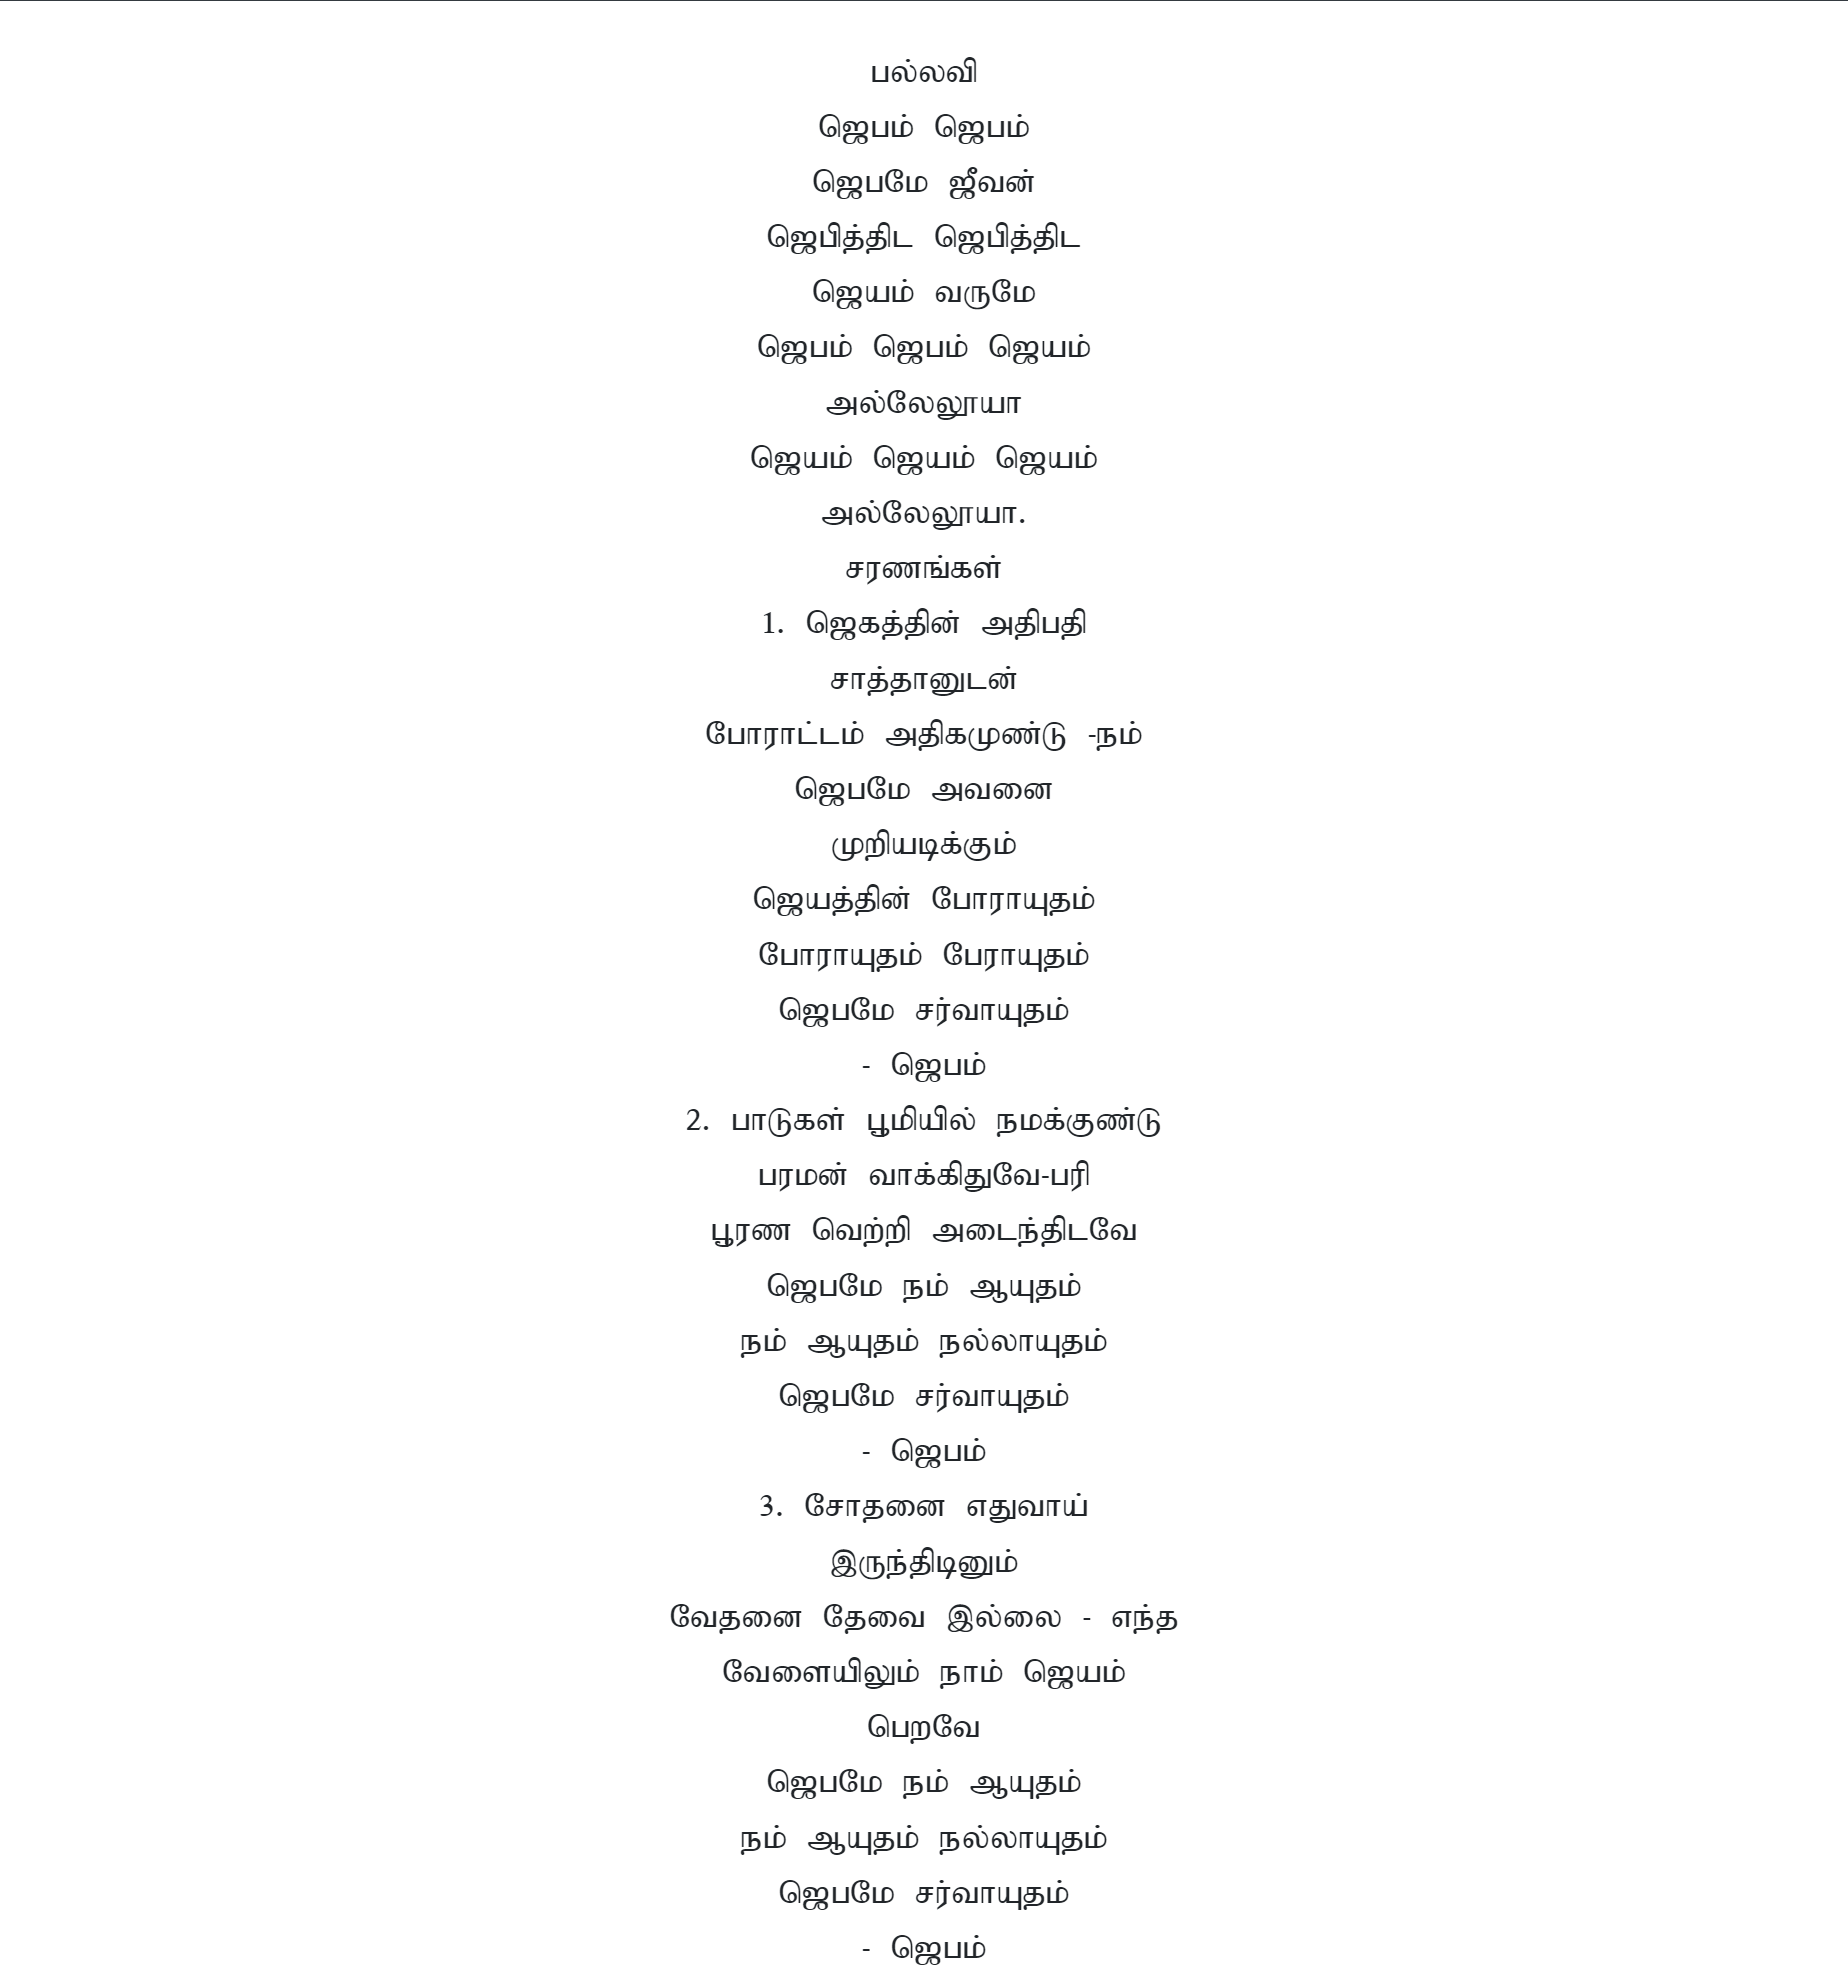 பல்லவி
ஜெபம் ஜெபம்
ஜெபமே ஜீவன்
ஜெபித்திட ஜெபித்திட
ஜெயம் வருமே
ஜெபம் ஜெபம் ஜெயம்
அல்லேலூயா
ஜெயம் ஜெயம் ஜெயம்
அல்லேலூயா.
சரணங்கள்
1. ஜெகத்தின் அதிபதி
சாத்தானுடன்
போராட்டம் அதிகமுண்டு -நம்
ஜெபமே அவனை
முறியடிக்கும்
ஜெயத்தின் போராயுதம்
போராயுதம் பேராயுதம்
ஜெபமே சர்வாயுதம்
- ஜெபம்
2. பாடுகள் பூமியில் நமக்குண்டு
பரமன் வாக்கிதுவே-பரி
பூரண வெற்றி அடைந்திடவே
ஜெபமே நம் ஆயுதம்
நம் ஆயுதம் நல்லாயுதம்
ஜெபமே சர்வாயுதம்
- ஜெபம்
3. சோதனை எதுவாய்
இருந்திடினும்
வேதனை தேவை இல்லை - எந்த
வேளையிலும் நாம் ஜெயம்
பெறவே
ஜெபமே நம் ஆயுதம்
நம் ஆயுதம் நல்லாயுதம்
ஜெபமே சர்வாயுதம்
- ஜெபம்